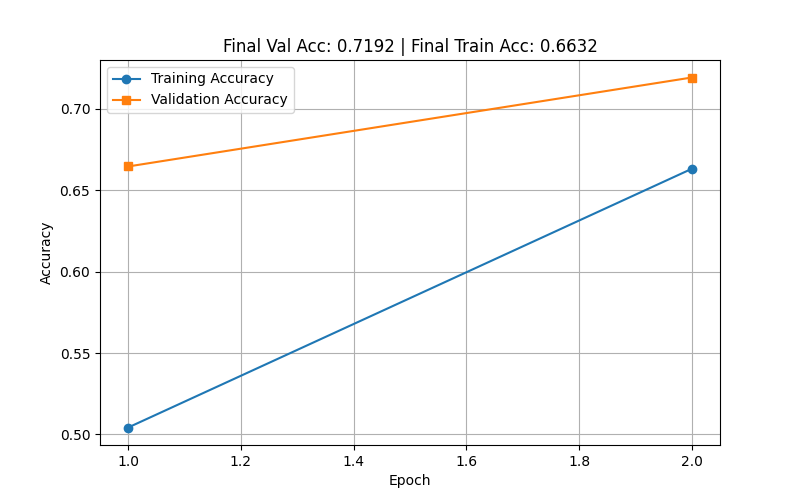 Final Val Acc: 0.7192 | Final Train Acc: 0.6632
Training Accuracy
Validation Accuracy
0.70
0.65
0.60
0.55
0.50
Accuracy
1.0 1.2 1.4 1.6 1.8 2.0
Epoch